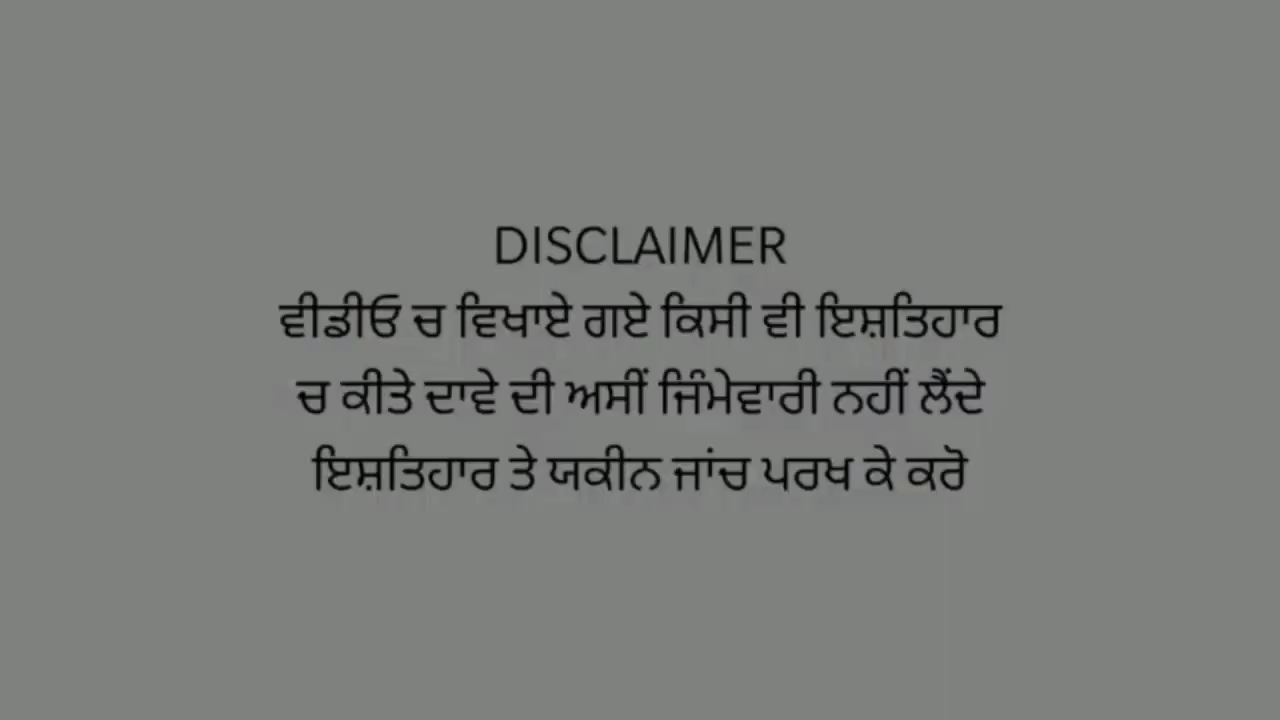 DISCLAIMER
ਵੀਡੀਓ ਚ ਵਿਖਾਏ ਗਏ ਕਿਸੀ ਵੀ ਇਸ਼ਤਿਹਾਰ
ਚ ਕੀਤੇ ਦਾਵੇ ਦੀ ਅਸੀਂ ਜਿੰਮੇਵਾਰੀ ਨਹੀਂ ਲੈਂਦੇ
ਇਸ਼ਤਿਹਾਰ ਤੇ ਯਕੀਨ ਜਾਂਚ ਪਰਖ ਕੇ ਕਰੋ